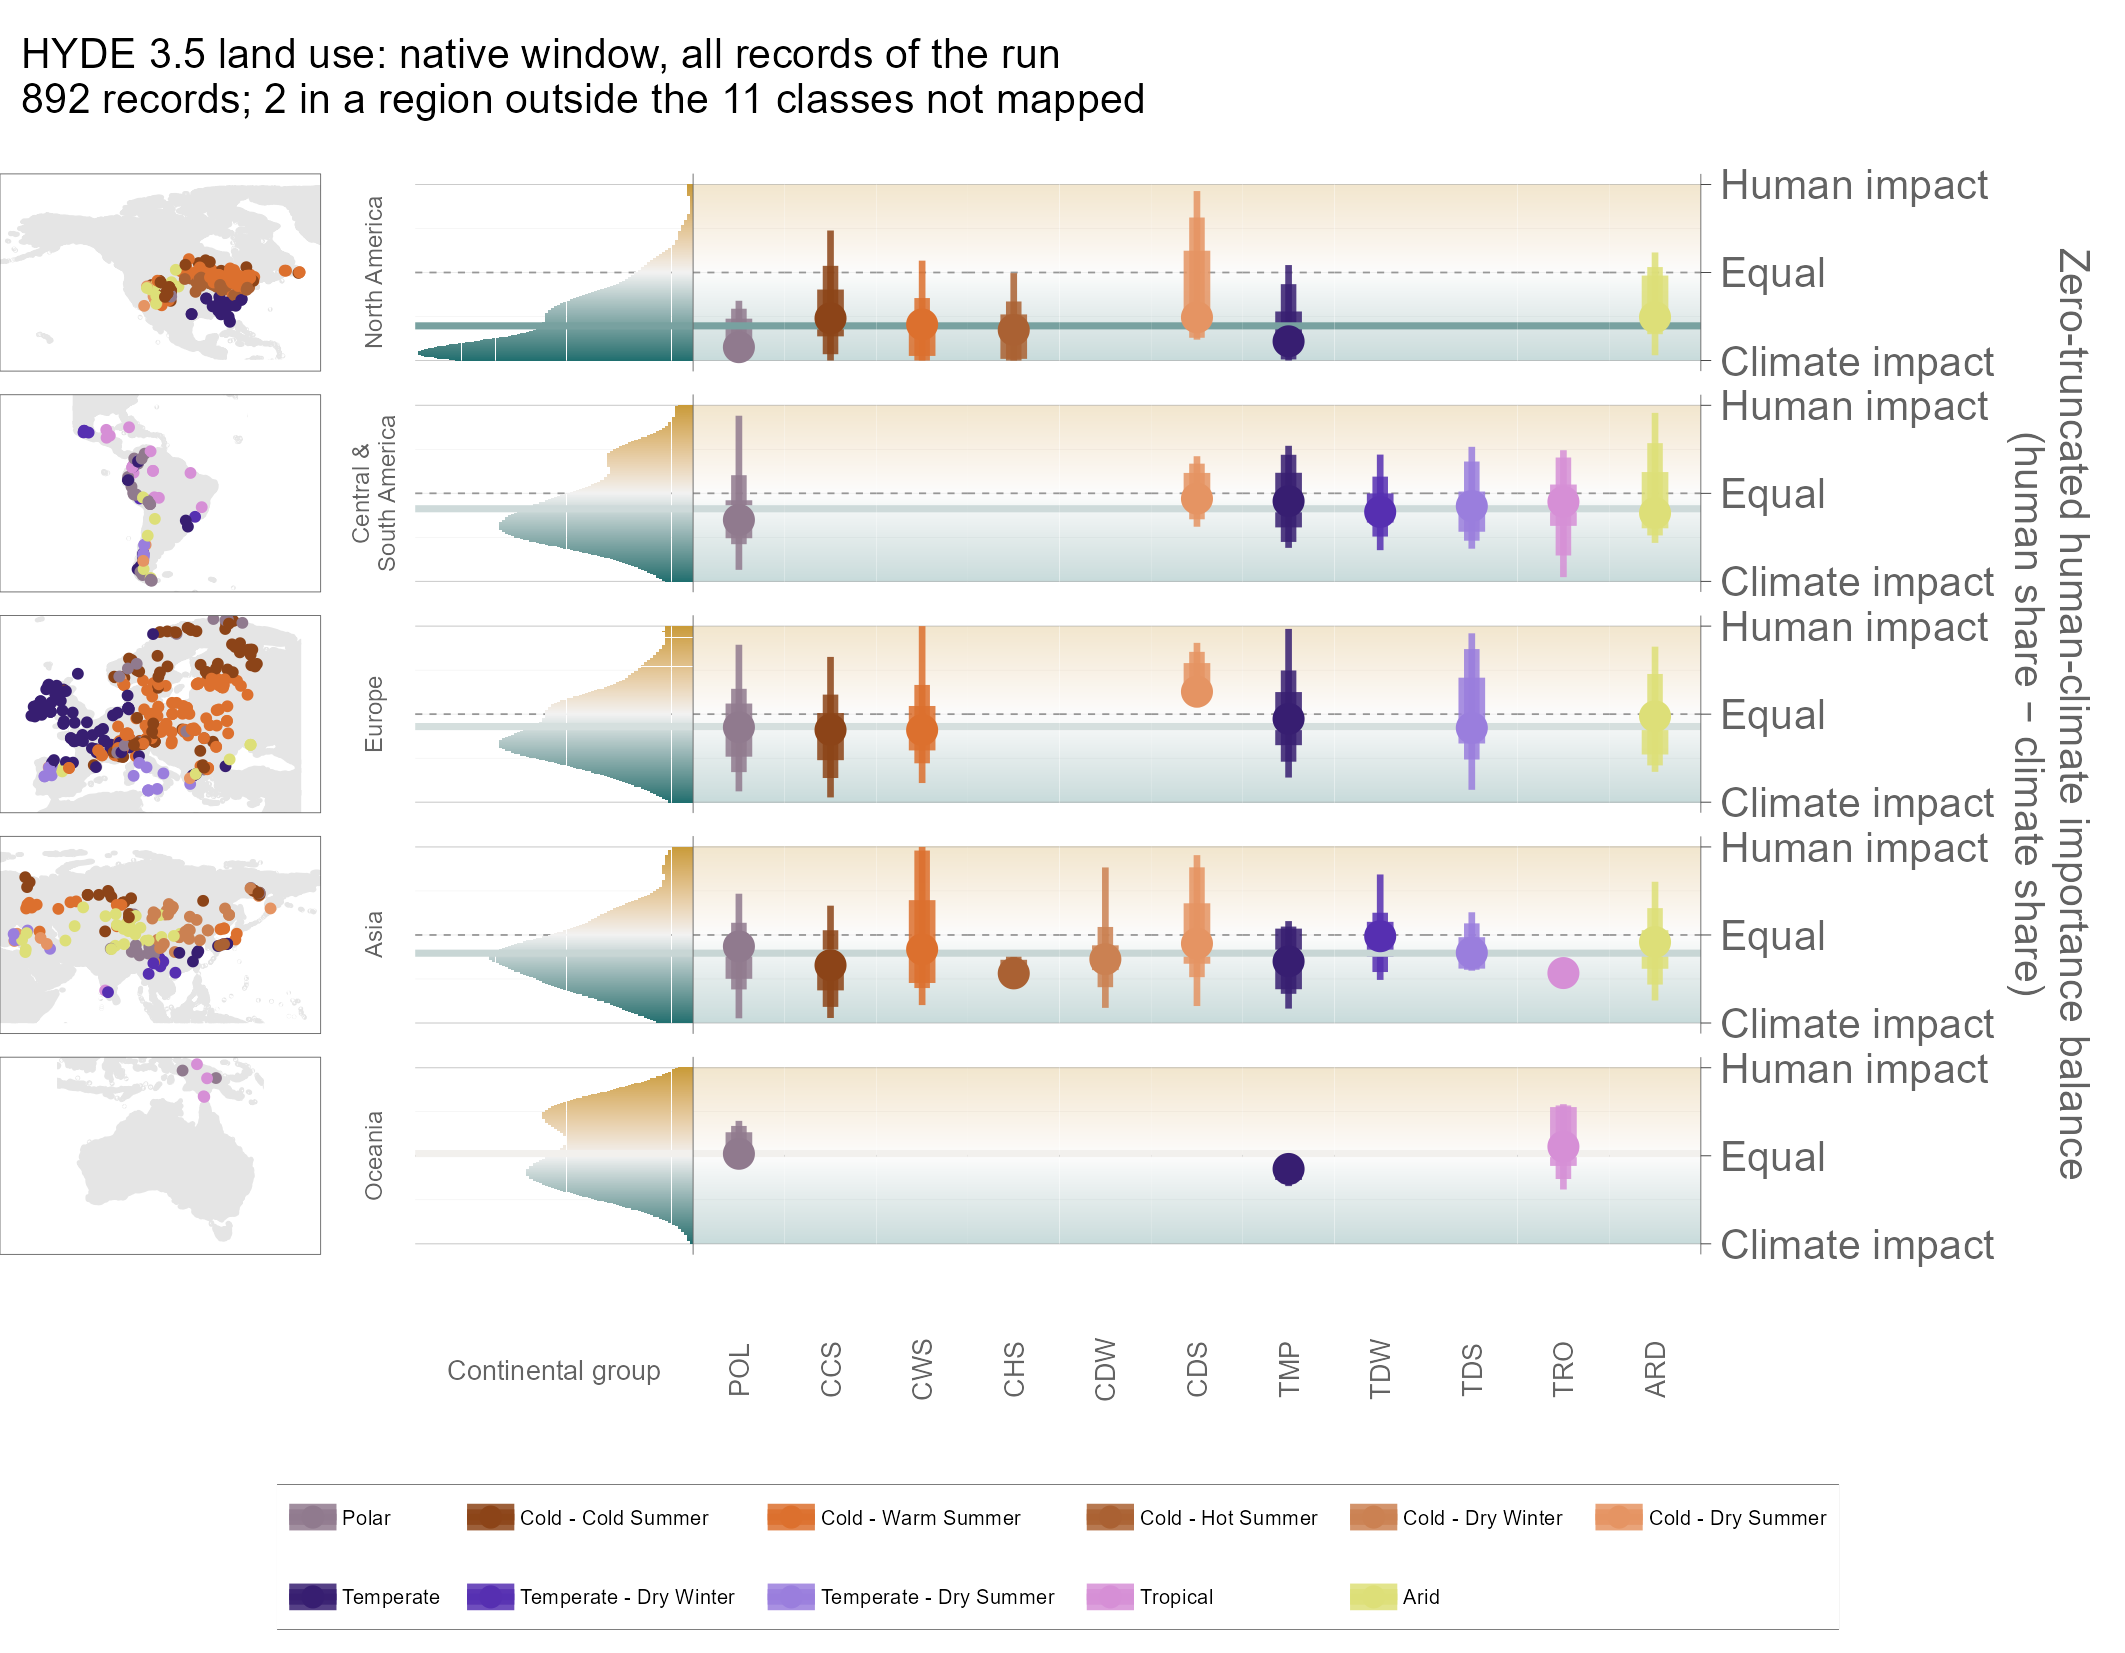 HYDE 3.5 land use: native window, all records of the run
892 records; 2 in a region outside the 11 classes not mapped
North America
Human impact
Equal
Climate impact
Central &
South America
Human impact
Equal
Climate impact
Europe
Human impact
Equal
Climate impact
Asia
Human impact
Equal
Climate impact
Oceania
Human impact
Equal
Climate impact
Zero-truncated human-climate importance balance
(human share – climate share)
Continental group
POL
CCS
CWS
CHS
CDW
CDS
TMP
TDW
TDS
TRO
ARD
Polar
Cold - Cold Summer
Cold - Warm Summer
Cold - Hot Summer
Cold - Dry Winter
Cold - Dry Summer
Temperate
Temperate - Dry Winter
Temperate - Dry Summer
Tropical
Arid